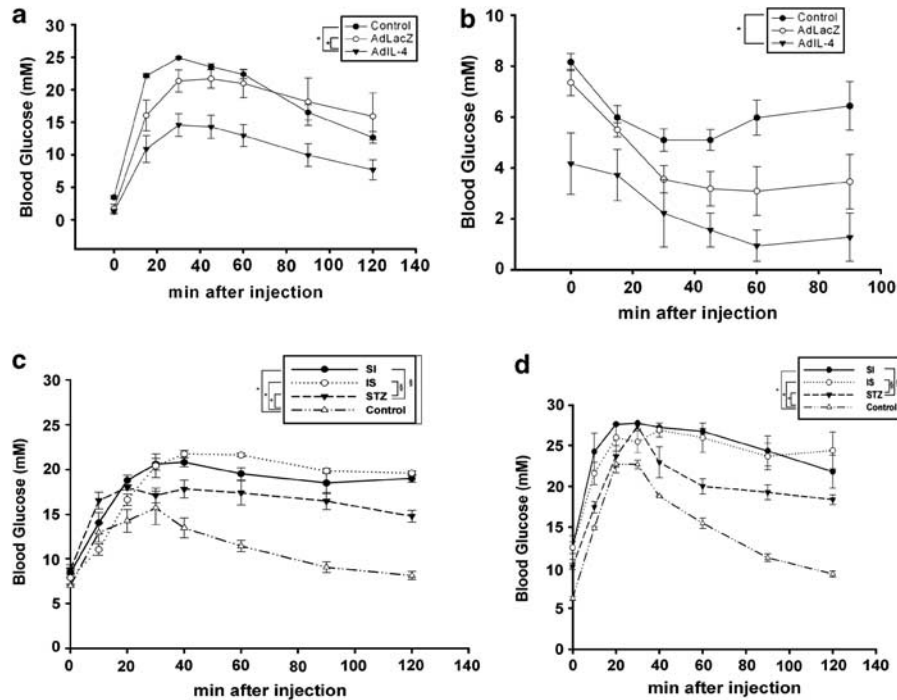 a
Control
AdLacZ
AdIL-4
*
*
Blood Glucose (mM)
30
25
20
15
10
5
0
0 20 40 60 80 100 120 140
min after injection
b
Control
AdLacZ
AdIL-4
*
Blood Glucose (mM)
10
8
6
4
2
0
0 20 40 60 80 100
min after injection
c
SI
IS
STZ
Control
*
*
*
Blood Glucose (mM)
30
25
20
15
10
5
0
0 20 40 60 80 100 120 140
min after injection
d
SI
IS
STZ
Control
*
*
*
Blood Glucose (mM)
35
30
25
20
15
10
5
0
0 20 40 60 80 100 120 140
min after injection